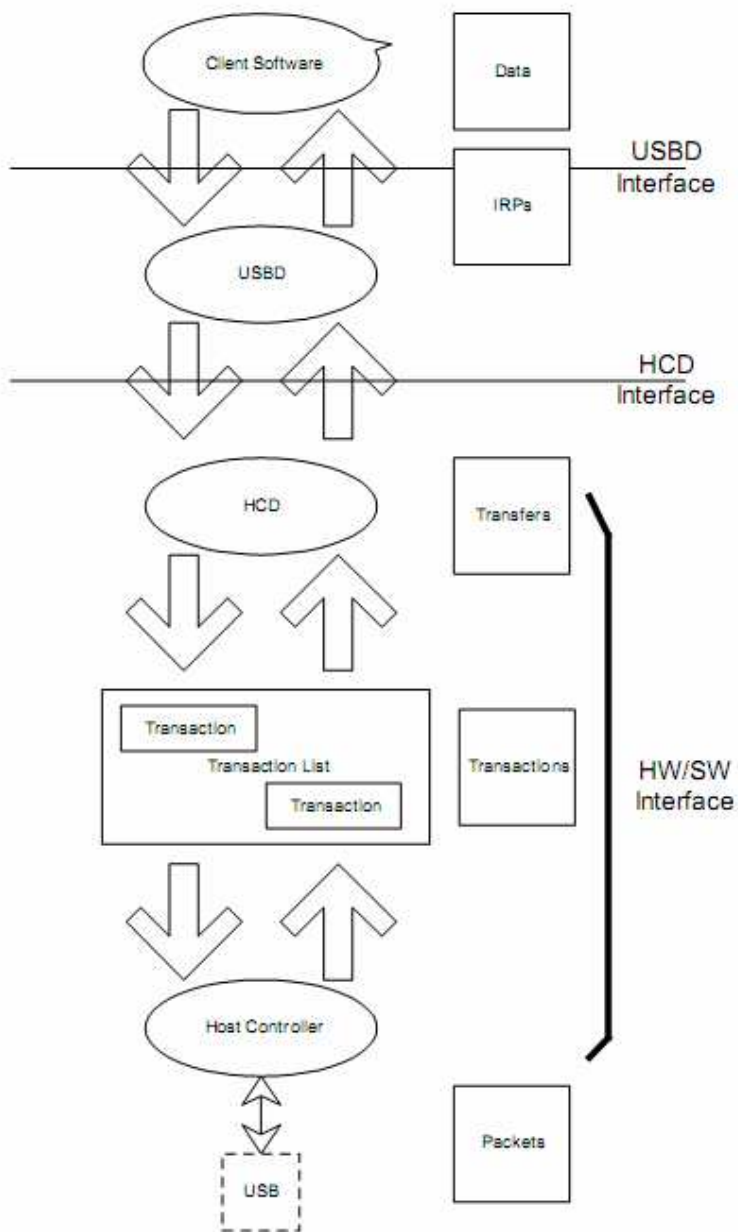 Client Software
Data
USBD
Interface
IRPs
USBD
HCD
Interface
HCD
Transfers
Transaction
Transaction List
Transaction
Transactions
HW/SW
Interface
Host Controller
Packets
USB